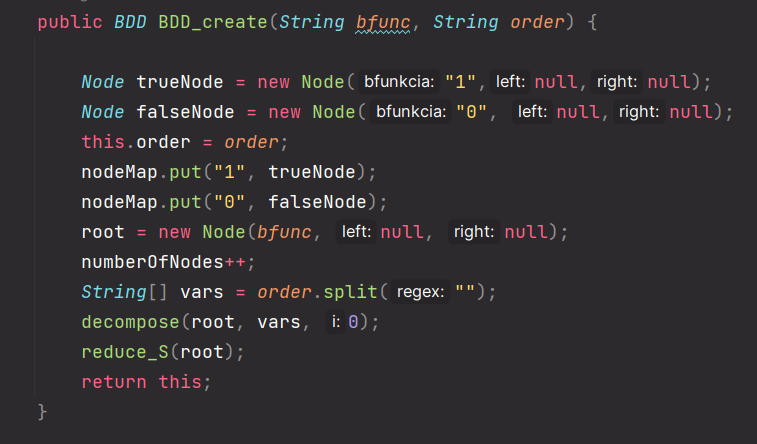 public BDD BDD_create(String bfunc, String order) {
Node trueNode = new Node( bfunkcia: "1", left: null, right: null);
Node falseNode = new Node( bfunkcia: "0", left: null, right: null);
this.order = order;
nodeMap.put("1", trueNode);
nodeMap.put("0", falseNode);
root = new Node(bfunc, left: null, right: null);
numberOfNodes++;
String[] vars = order.split( regex: "");
decompose(root, vars, i: 0);
reduce_S(root);
return this;
}